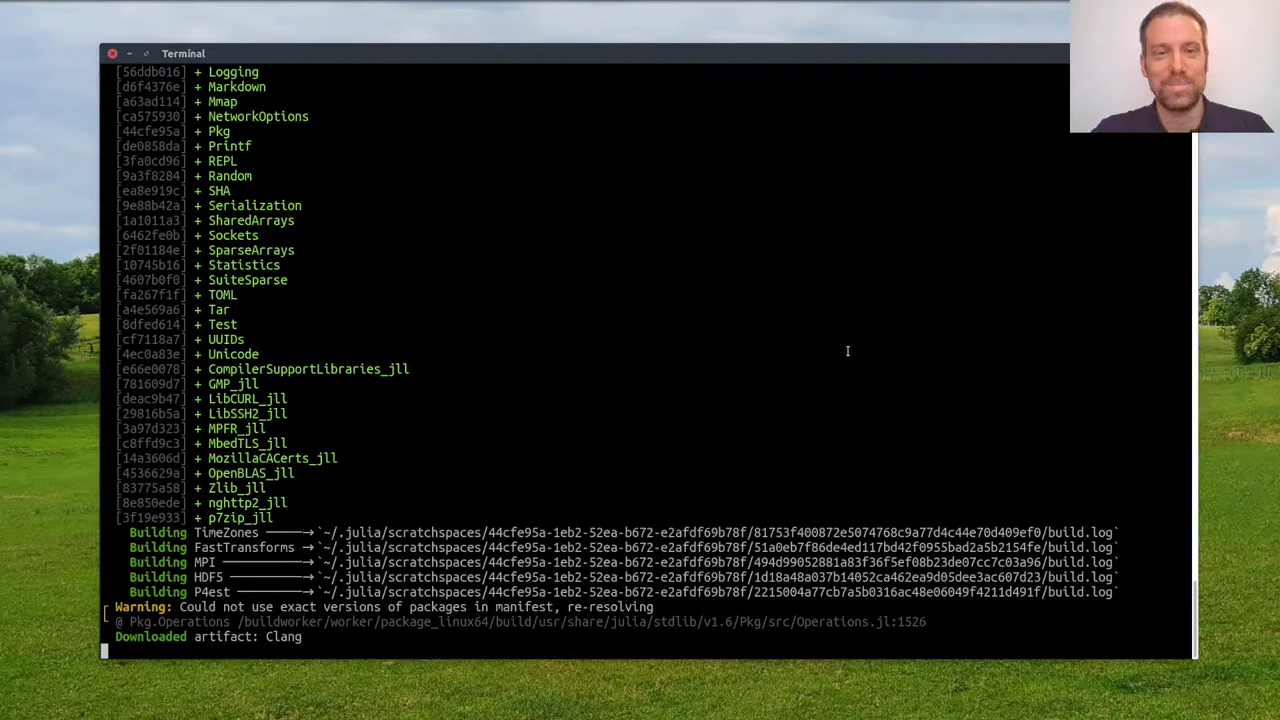 Terminal
[56ddb016] + Logging
[d6f4376e] + Markdown
[a63ad114] + Mmap
[ca575930] + NetworkOptions
[44cfe95a] + Pkg
[de0858da] + Printf
[3fa0cd96] + REPL
[9a3f8284] + Random
[ea8e919c] + SHA
[9e88b42a] + Serialization
[1a1011a3] + SharedArrays
[6462fe0b] + Sockets
[2f01184e] + SparseArrays
[10745b16] + Statistics
[4607b0f0] + SuiteSparse
[fa267f1f] + TOML
[a4e569a6] + Tar
[8dfed614] + Test
[cf7118a7] + UUIDs
[4ec0a83e] + Unicode
[e66e0078] + CompilerSupportLibraries_jll
[781609d7] + GMP_jll
[deac9b47] + LibCURL_jll
[29816b5a] + LibSSH2_jll
[3a97d323] + MPFR_jll
[c8ffd9c3] + MbedTLS_jll
[14a3606d] + MozillaCACerts_jll
[4536629a] + OpenBLAS_jll
[83775a58] + Zlib_jll
[8e850ede] + nghttp2_jll
[3f19e933] + p7zip_jll
Building TimeZones ─────→ `~/.julia/scratchspaces/44cfe95a-1eb2-52ea-b672-e2afdf69b78f/81753f400872e5074768c9a77d4c44e70d409ef0/build.log`
Building FastTransforms → `~/.julia/scratchspaces/44cfe95a-1eb2-52ea-b672-e2afdf69b78f/51a0eb7f86de4ed117bd42f0955bad2a5b2154fe/build.log`
Building MPI ───────────→ `~/.julia/scratchspaces/44cfe95a-1eb2-52ea-b672-e2afdf69b78f/494d99052881a83f36f5ef08b23de07cc7c03a96/build.log`
Building HDF5 ──────────→ `~/.julia/scratchspaces/44cfe95a-1eb2-52ea-b672-e2afdf69b78f/1d18a48a037b14052ca462ea9d05dee3ac607d23/build.log`
Building P4est ─────────→ `~/.julia/scratchspaces/44cfe95a-1eb2-52ea-b672-e2afdf69b78f/2215004a77cb7a5b0316ac48e06049f4211d491f/build.log`
Warning: Could not use exact versions of packages in manifest, re-resolving
@ Pkg.Operations /buildworker/worker/package_linux64/build/usr/share/julia/stdlib/v1.6/Pkg/src/Operations.jl:1526
Downloaded artifact: Clang